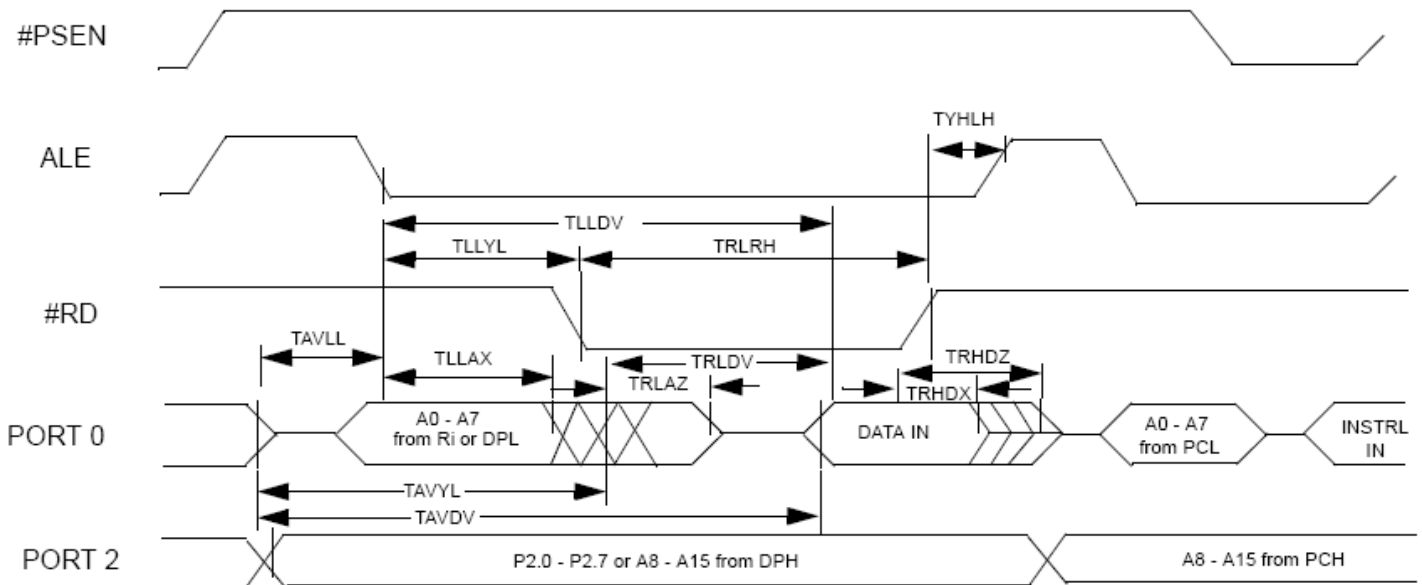 #PSEN
TYHLH
ALE
TLLDV
TLLYL
TRLRH
#RD
TAVLL
TLLAX
TRLDV
TRHDZ
TRLAZ
TRHDX
PORT 0
A0 - A7
from Ri or DPL
DATA IN
A0 - A7
from PCL
INSTRL
IN
TAVYL
TAVDV
PORT 2
P2.0 - P2.7 or A8 - A15 from DPH
A8 - A15 from PCH